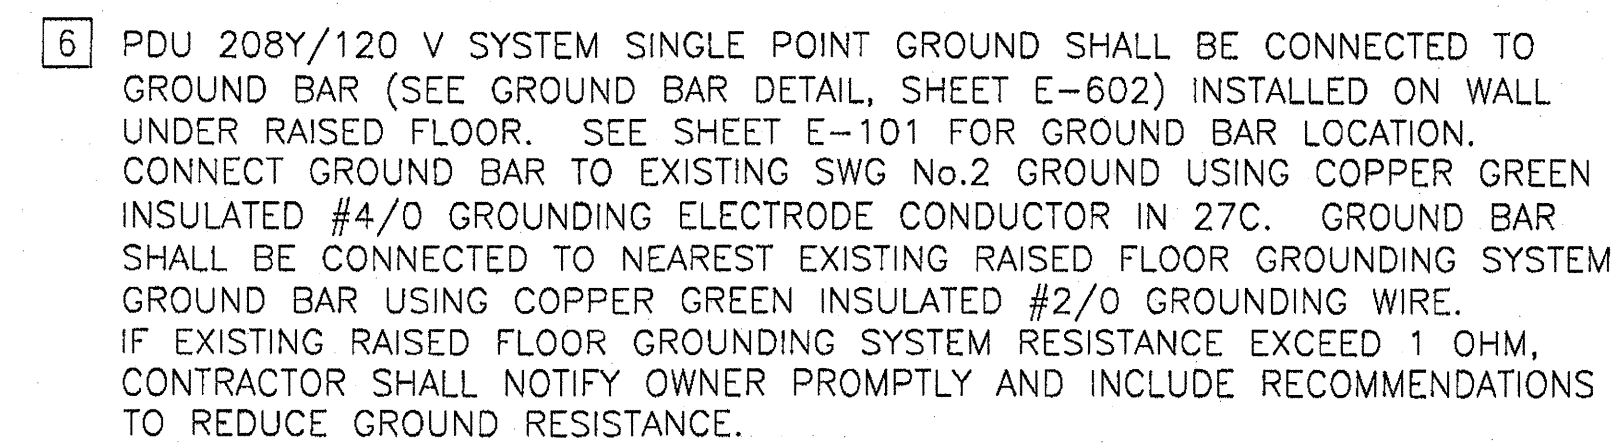 6 PDU 208Y/120 V SYSTEM SINGLE POINT GROUND SHALL BE CONNECTED TO
GROUND BAR (SEE GROUND BAR DETAIL, SHEET E-602) INSTALLED ON WALL
UNDER RAISED FLOOR. SEE SHEET E-101 FOR GROUND BAR LOCATION.
CONNECT GROUND BAR TO EXISTING SWG No.2 GROUND USING COPPER GREEN
INSULATED #4/0 GROUNDING ELECTRODE CONDUCTOR IN 27C. GROUND BAR
SHALL BE CONNECTED TO NEAREST EXISTING RAISED FLOOR GROUNDING SYSTEM
GROUND BAR USING COPPER GREEN INSULATED #2/0 GROUNDING WIRE.
IF EXISTING RAISED FLOOR GROUNDING SYSTEM RESISTANCE EXCEED 1 OHM,
CONTRACTOR SHALL NOTIFY OWNER PROMPTLY AND INCLUDE RECOMMENDATIONS
TO REDUCE GROUND RESISTANCE.